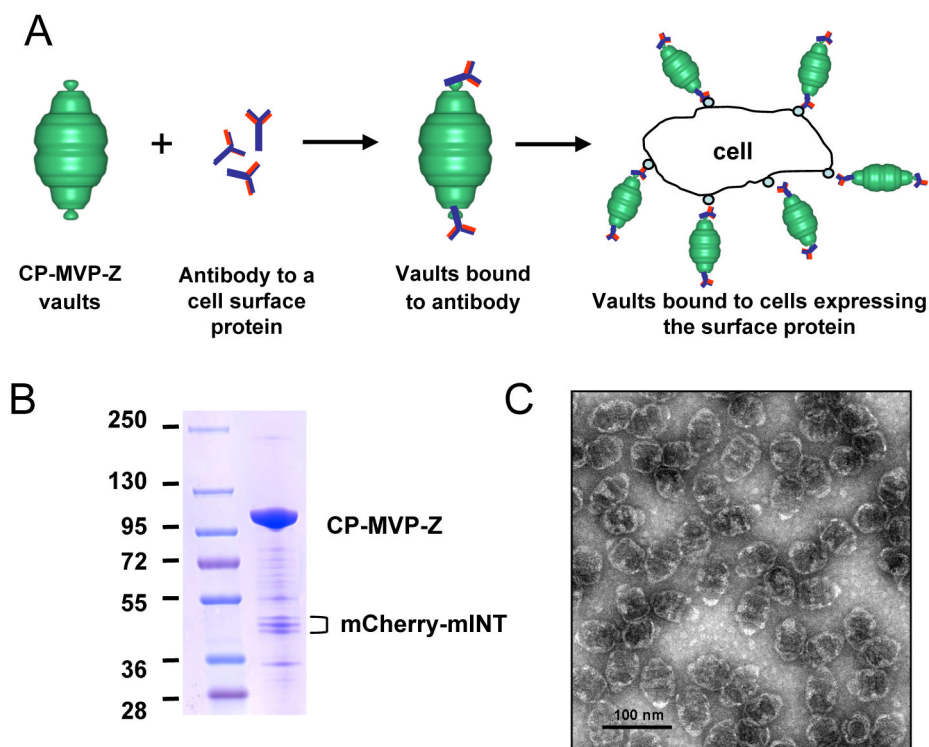 A
+
cell
CP-MVP-Z
vaults
Antibody to a
cell surface
protein
Vaults bound
to antibody
Vaults bound to cells expressing
the surface protein
B
250
130
95
72
55
36
28
CP-MVP-Z
mCherry-mINT
C
100 nm